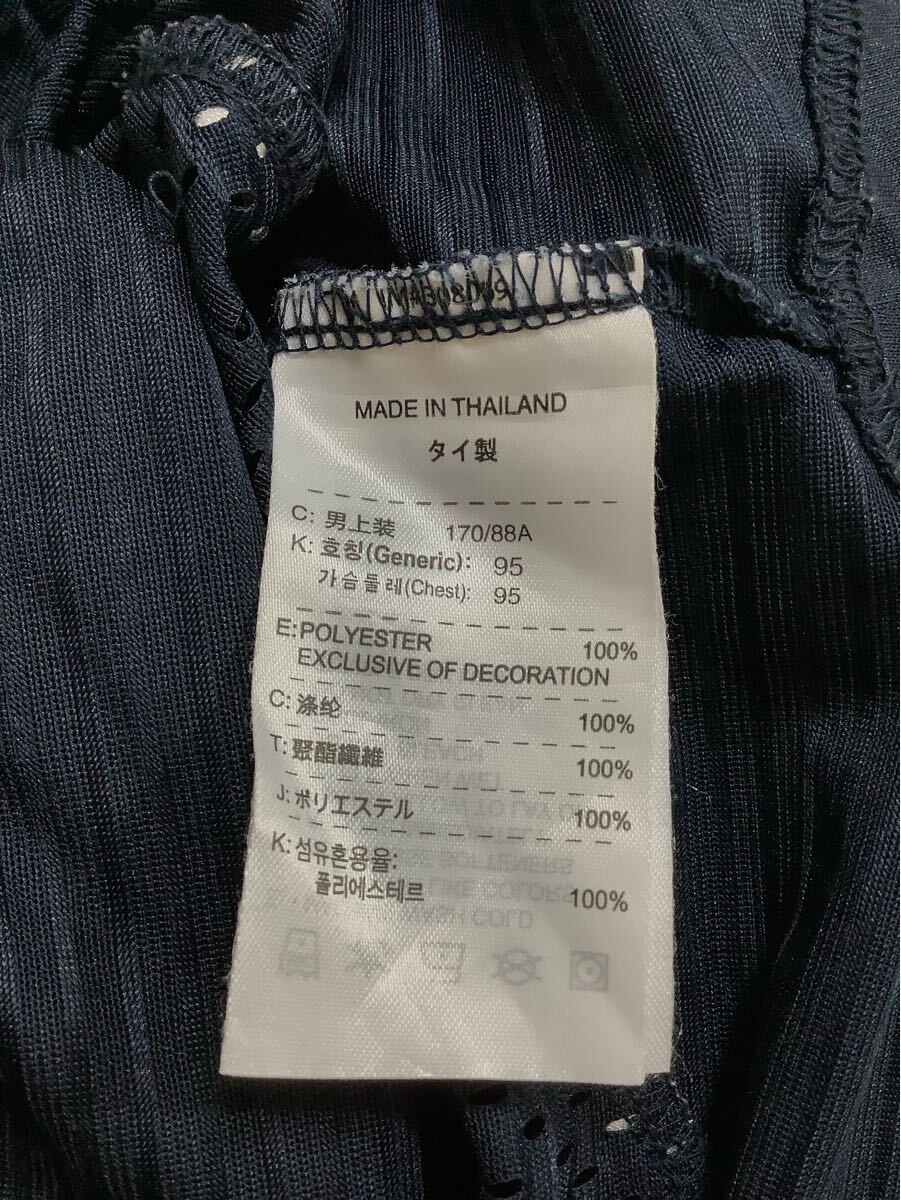 MADE IN THAILAND
タイ製
C: 男上装 170/88A
K: 호칭(Generic): 95
가슴둘레(Chest): 95
E:POLYESTER 100%
EXCLUSIVE OF DECORATION
C: 涤纶 100%
T: 聚酯纖維 100%
J: ポリエステル 100%
K: 섬유혼용율:
폴리에스테르 100%